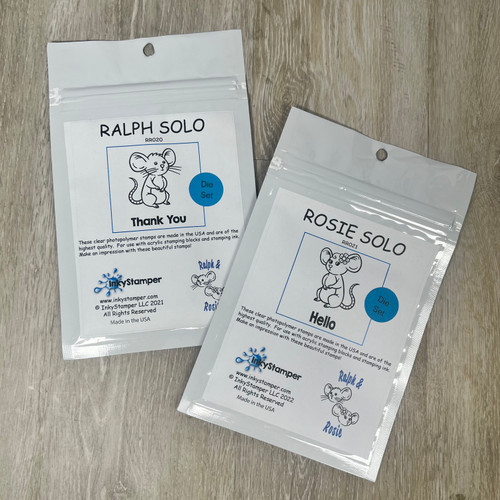 RALPH SOLO
RR020
Die
Set
Thank You
These clear photopolymer stamps are made in the USA and are of the
highest quality. For use with acrylic stamping blocks and stamping ink.
Make an impression with these beautiful stamps!
InkyStamper
www.inkystamper.com
© InkyStamper LLC 2021
All Rights Reserved
Made in the USA
Ralph &
Rosie
ROSIE SOLO
RR021
Die
Set
Hello
These clear photopolymer stamps are made in the USA and are of the
highest quality. For use with acrylic stamping blocks and stamping ink.
Make an impression with these beautiful stamps!
InkyStamper
www.inkystamper.com
© InkyStamper LLC 2022
All Rights Reserved
Made in the USA
Ralph &
Rosie